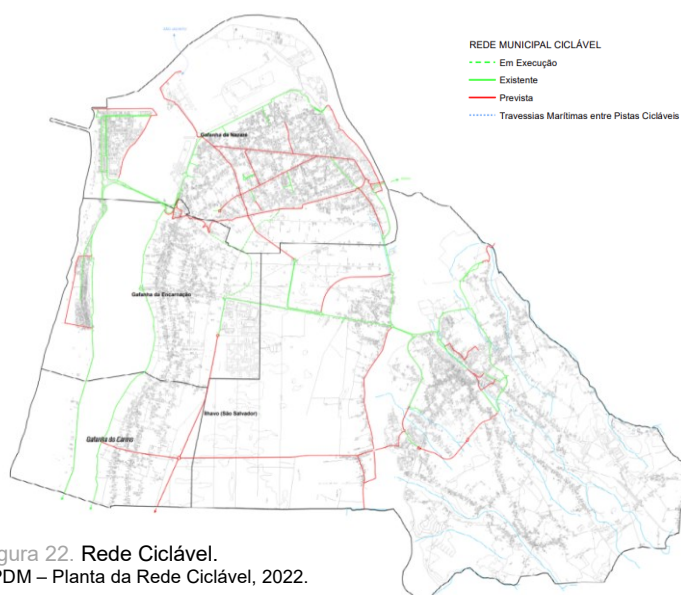 REDE MUNICIPAL CICLÁVEL
Em Execução
Existente
Prevista
Travessias Marítimas entre Pistas Cicláveis
Gafanha da Nazaré
Gafanha da Encarnação
Ílhavo (São Salvador)
Gafanha do Carmo
gura 22. Rede Ciclável.
PDM – Planta da Rede Ciclável, 2022.